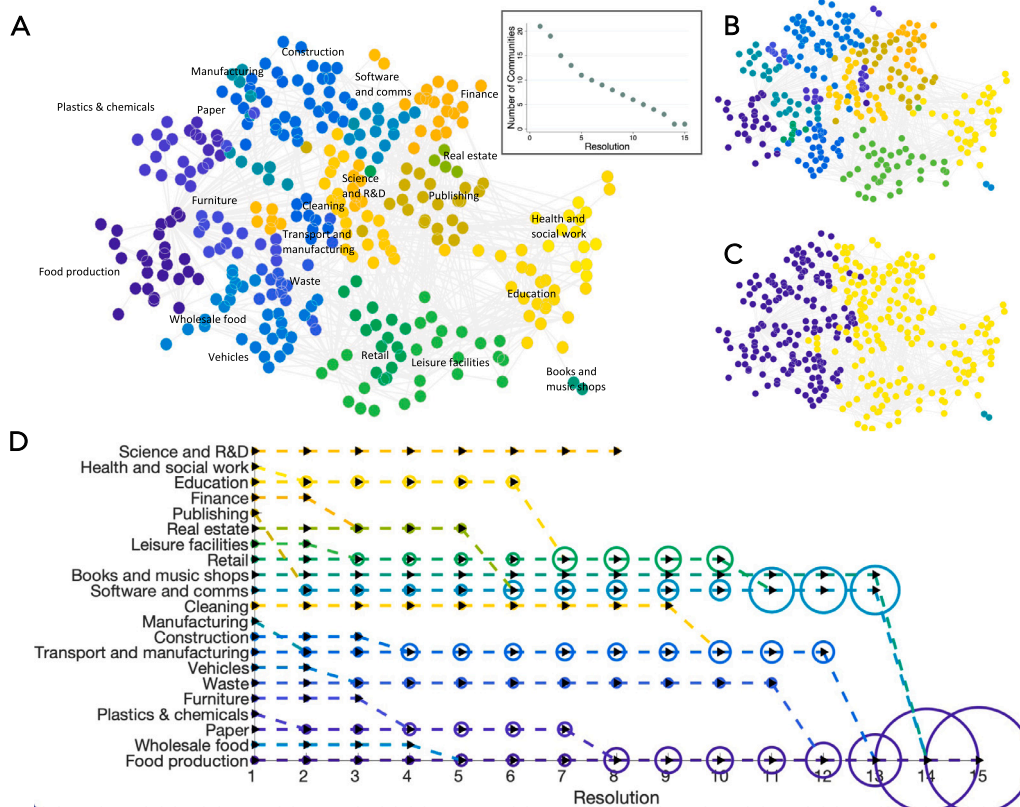 A
Construction
Manufacturing
Software
and comms
Plastics & chemicals
Paper
Finance
Real estate
Science
and R&D
Publishing
Furniture
Cleaning
Transport and
manufacturing
Health and
social work
Food production
Waste
Education
Wholesale food
Vehicles
Retail
Leisure facilities
Books and
music shops
Number of Communities
20
15
10
5
0
0 5 10 15
Resolution
B
C
D
Science and R&D
Health and social work
Education
Finance
Publishing
Real estate
Leisure facilities
Retail
Books and music shops
Software and comms
Cleaning
Manufacturing
Construction
Transport and manufacturing
Vehicles
Waste
Furniture
Plastics & chemicals
Paper
Wholesale food
Food production
1 2 3 4 5 6 7 8 9 10 11 12 13 14 15
Resolution